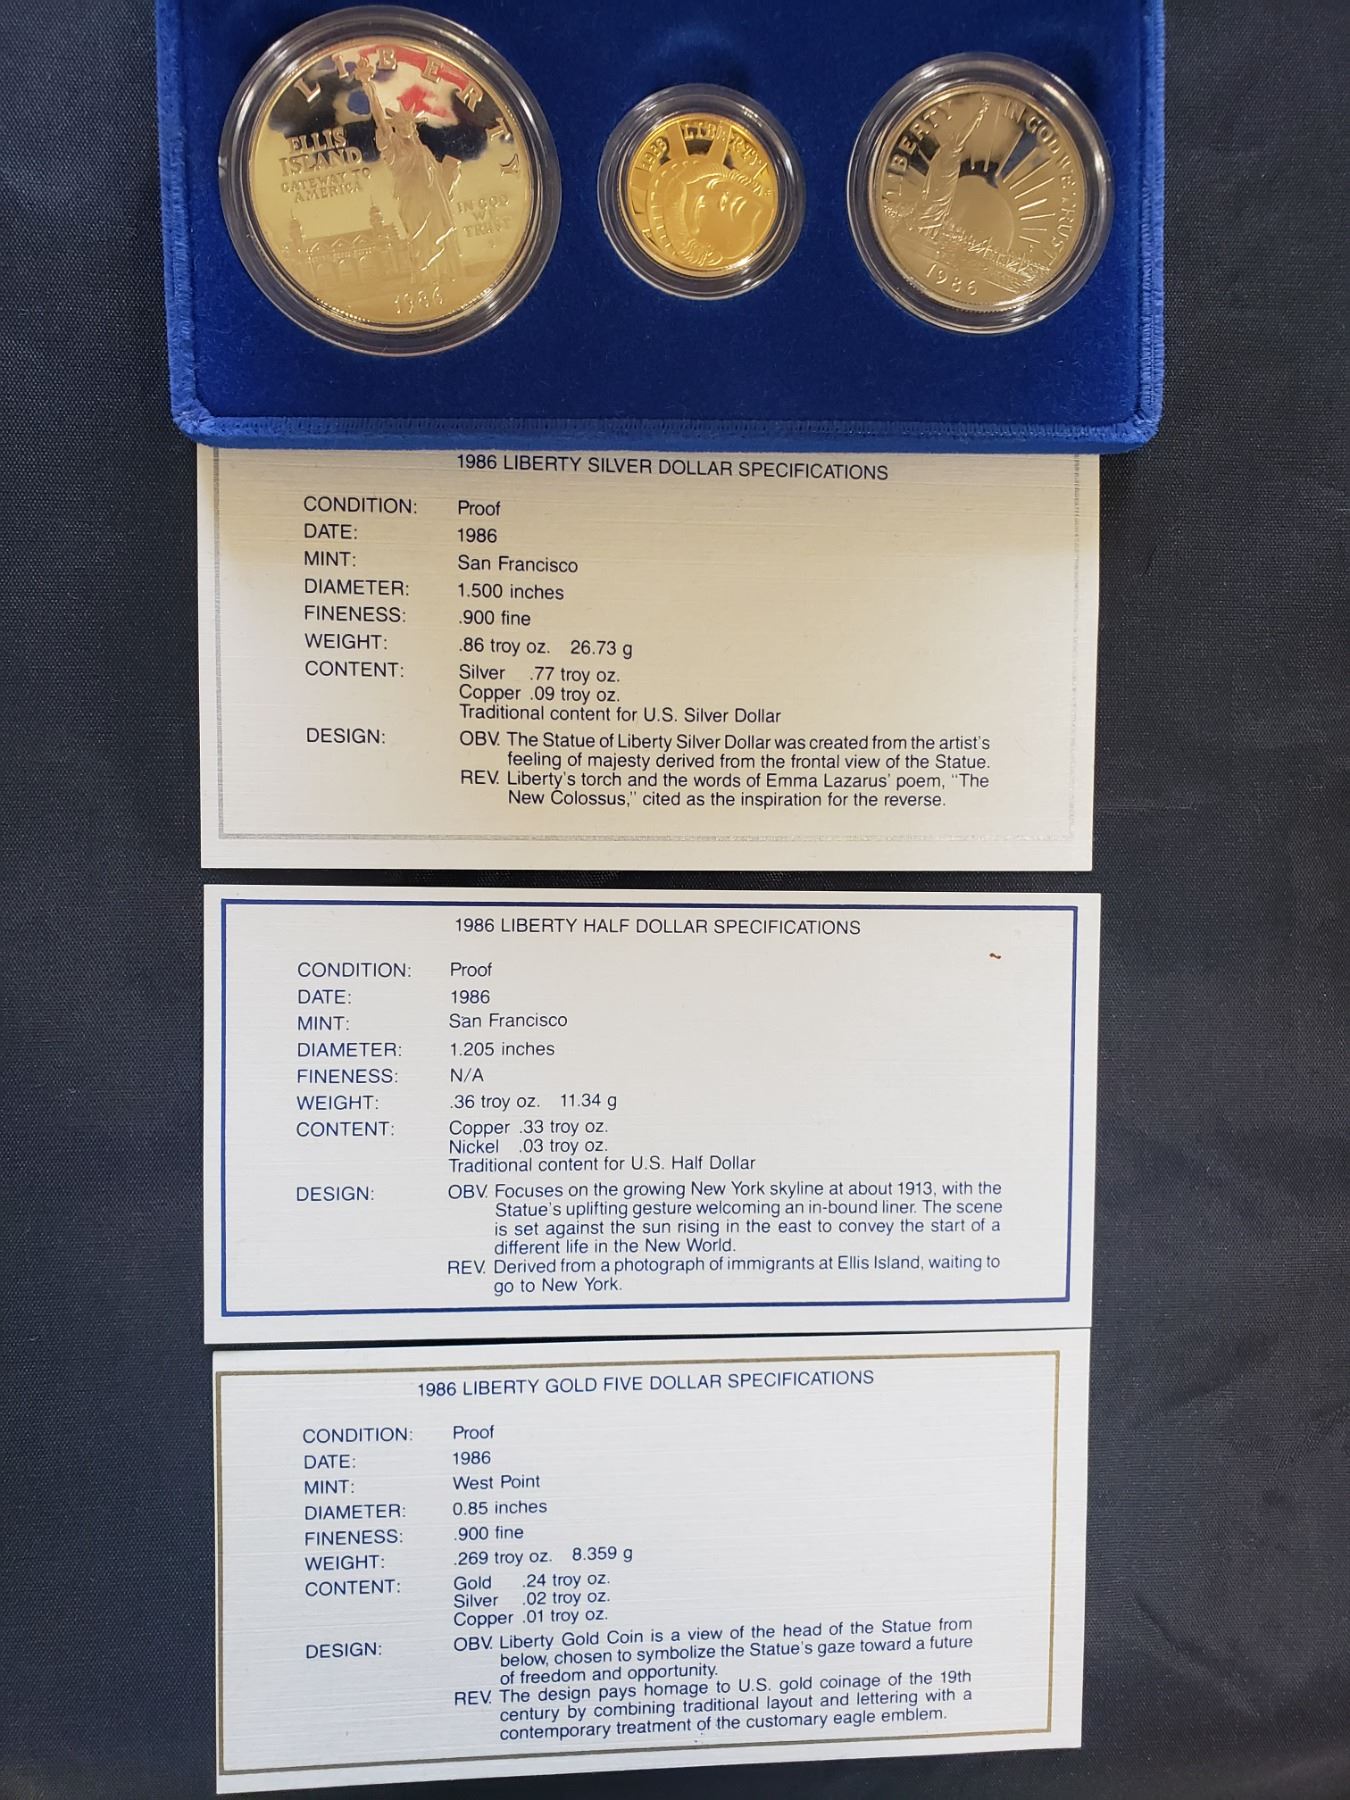 LIBERTY
ELLIS
ISLAND
GATEWAY TO
AMERICA
IN GOD
WE
TRUST
1986
1986 LIBERTY
LIBERTY
IN GOD WE TRUST
1986
1986 LIBERTY SILVER DOLLAR SPECIFICATIONS
CONDITION: Proof
DATE: 1986
MINT: San Francisco
DIAMETER: 1.500 inches
FINENESS: .900 fine
WEIGHT: .86 troy oz. 26.73 g
CONTENT: Silver .77 troy oz.
Copper .09 troy oz.
Traditional content for U.S. Silver Dollar
DESIGN: OBV. The Statue of Liberty Silver Dollar was created from the artist's
feeling of majesty derived from the frontal view of the Statue.
REV. Liberty's torch and the words of Emma Lazarus' poem, "The
New Colossus," cited as the inspiration for the reverse.
1986 LIBERTY HALF DOLLAR SPECIFICATIONS
CONDITION: Proof
DATE: 1986
MINT: San Francisco
DIAMETER: 1.205 inches
FINENESS: N/A
WEIGHT: .36 troy oz. 11.34 g
CONTENT: Copper .33 troy oz.
Nickel .03 troy oz.
Traditional content for U.S. Half Dollar
DESIGN: OBV. Focuses on the growing New York skyline at about 1913, with the
Statue's uplifting gesture welcoming an in-bound liner. The scene
is set against the sun rising in the east to convey the start of a
different life in the New World.
REV. Derived from a photograph of immigrants at Ellis Island, waiting to
go to New York.
1986 LIBERTY GOLD FIVE DOLLAR SPECIFICATIONS
CONDITION: Proof
DATE: 1986
MINT: West Point
DIAMETER: 0.85 inches
FINENESS: .900 fine
WEIGHT: .269 troy oz. 8.359 g
CONTENT: Gold .24 troy oz.
Silver .02 troy oz.
Copper .01 troy oz.
DESIGN: OBV. Liberty Gold Coin is a view of the head of the Statue from
below, chosen to symbolize the Statue's gaze toward a future
of freedom and opportunity.
REV. The design pays homage to U.S. gold coinage of the 19th
century by combining traditional layout and lettering with a
contemporary treatment of the customary eagle emblem.